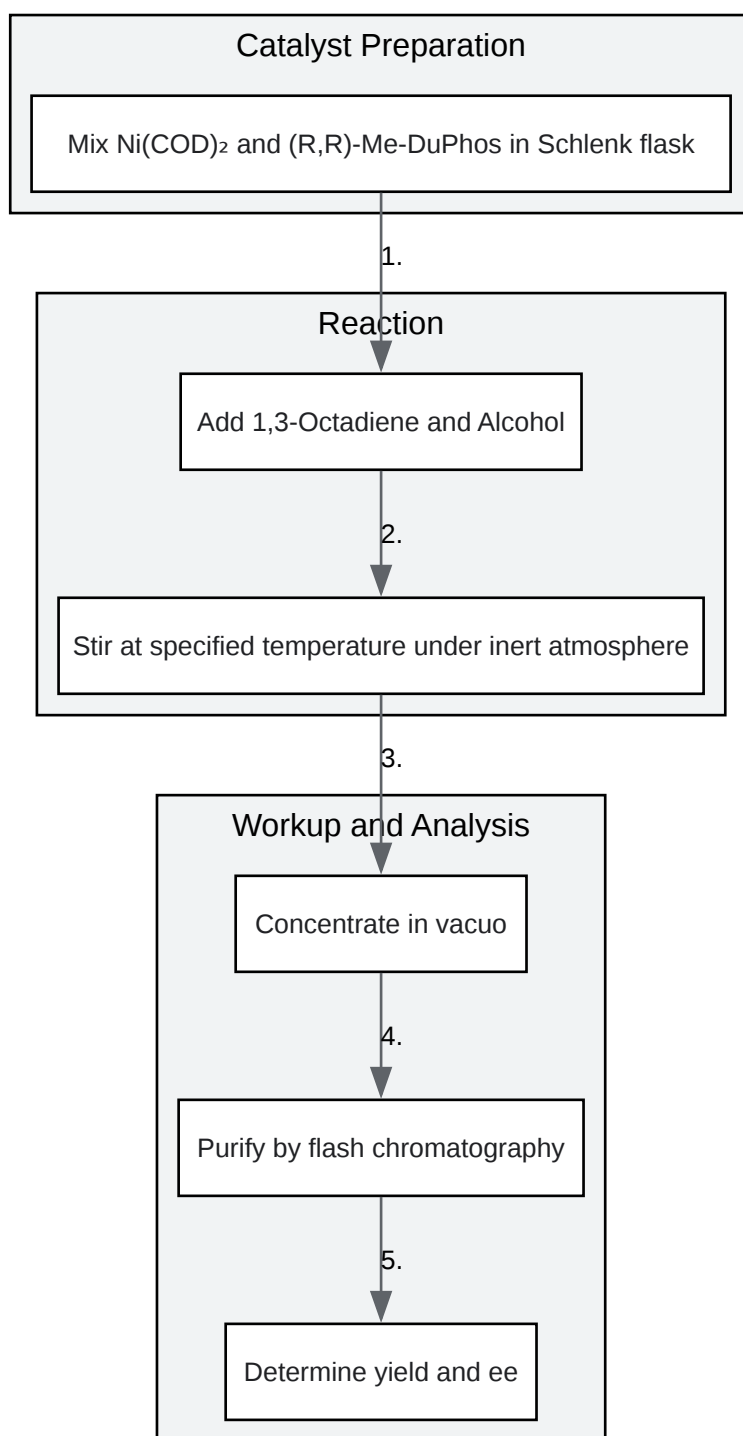 Catalyst Preparation
Mix Ni(COD)₂ and (R,R)-Me-DuPhos in Schlenk flask
1.
Reaction
Add 1,3-Octadiene and Alcohol
2.
Stir at specified temperature under inert atmosphere
3.
Workup and Analysis
Concentrate in vacuo
4.
Purify by flash chromatography
5.
Determine yield and ee